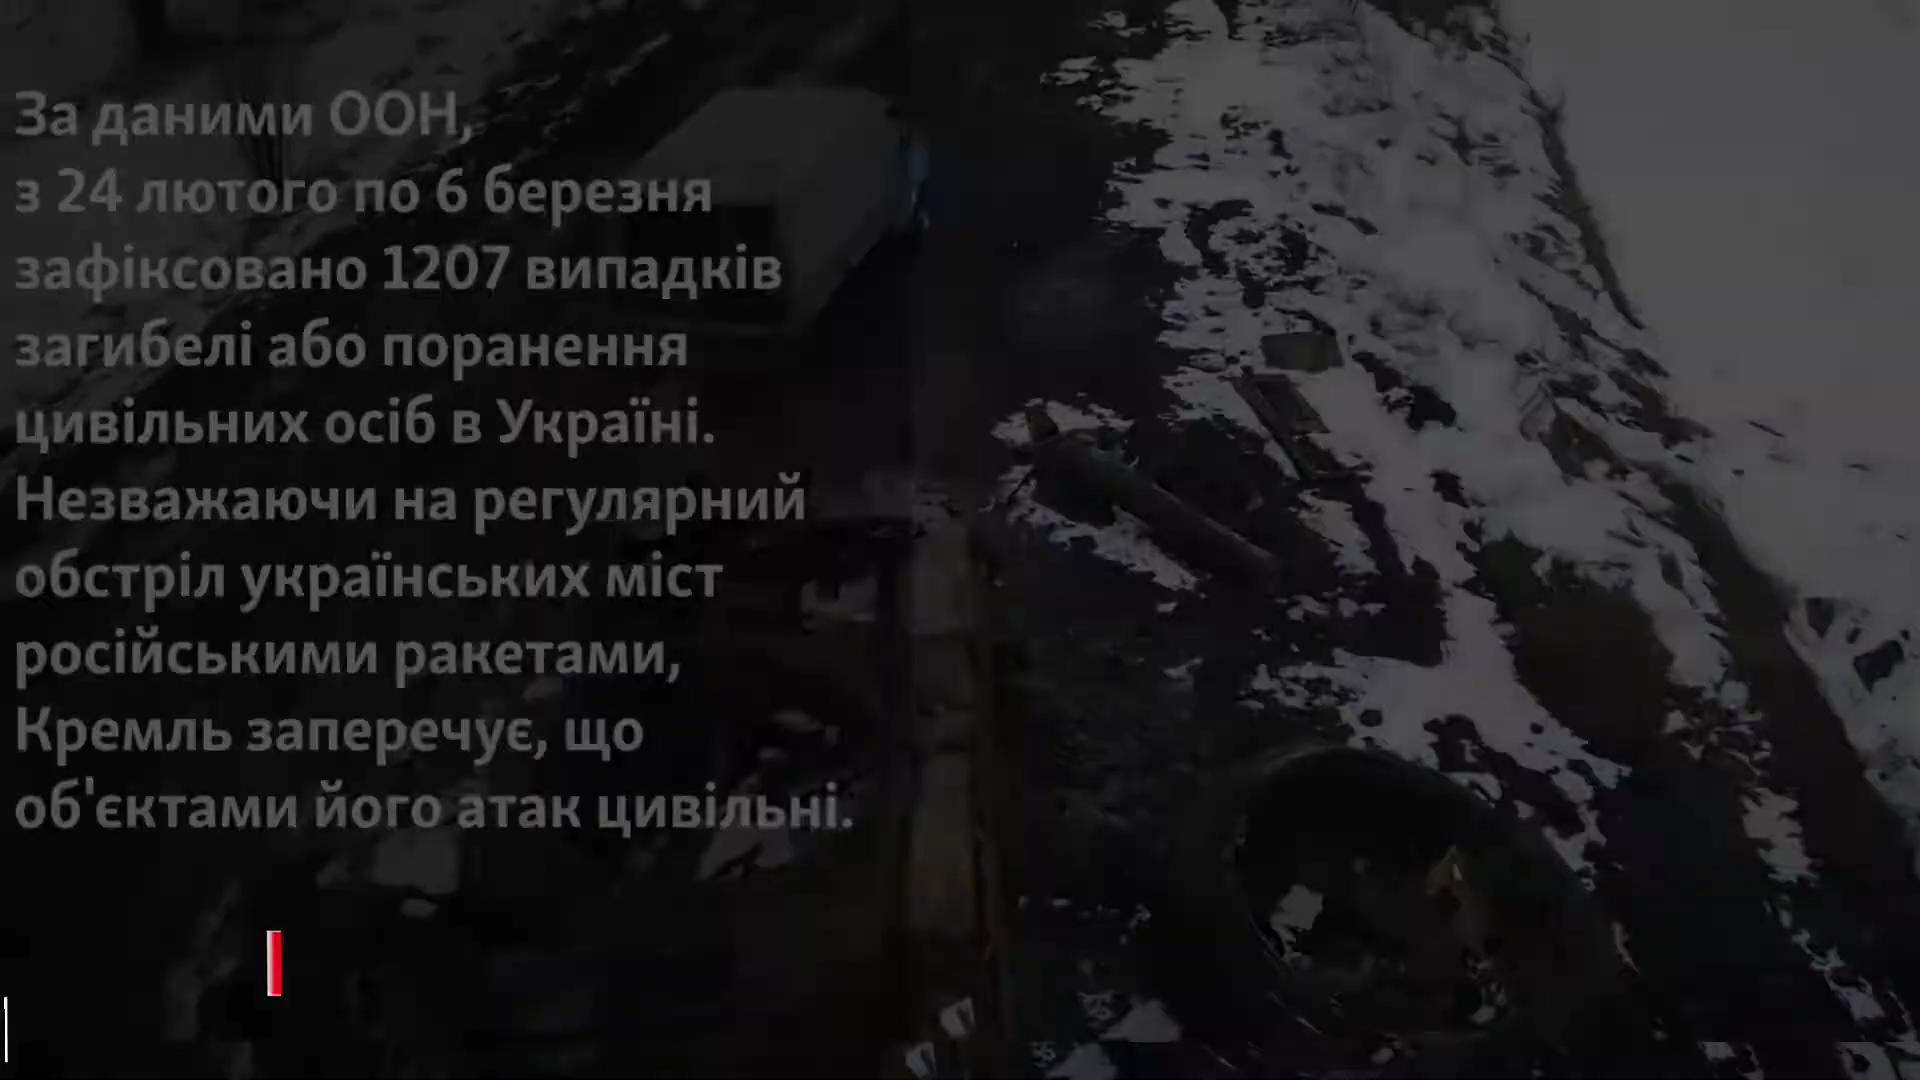 За даними ООН,
з 24 лютого по 6 березня
зафіксовано 1207 випадків
загибелі або поранення
цивільних осіб в Україні.
Незважаючи на регулярний
обстріл українських міст
російськими ракетами,
Кремль заперечує, що
об'єктами його атак цивільні.